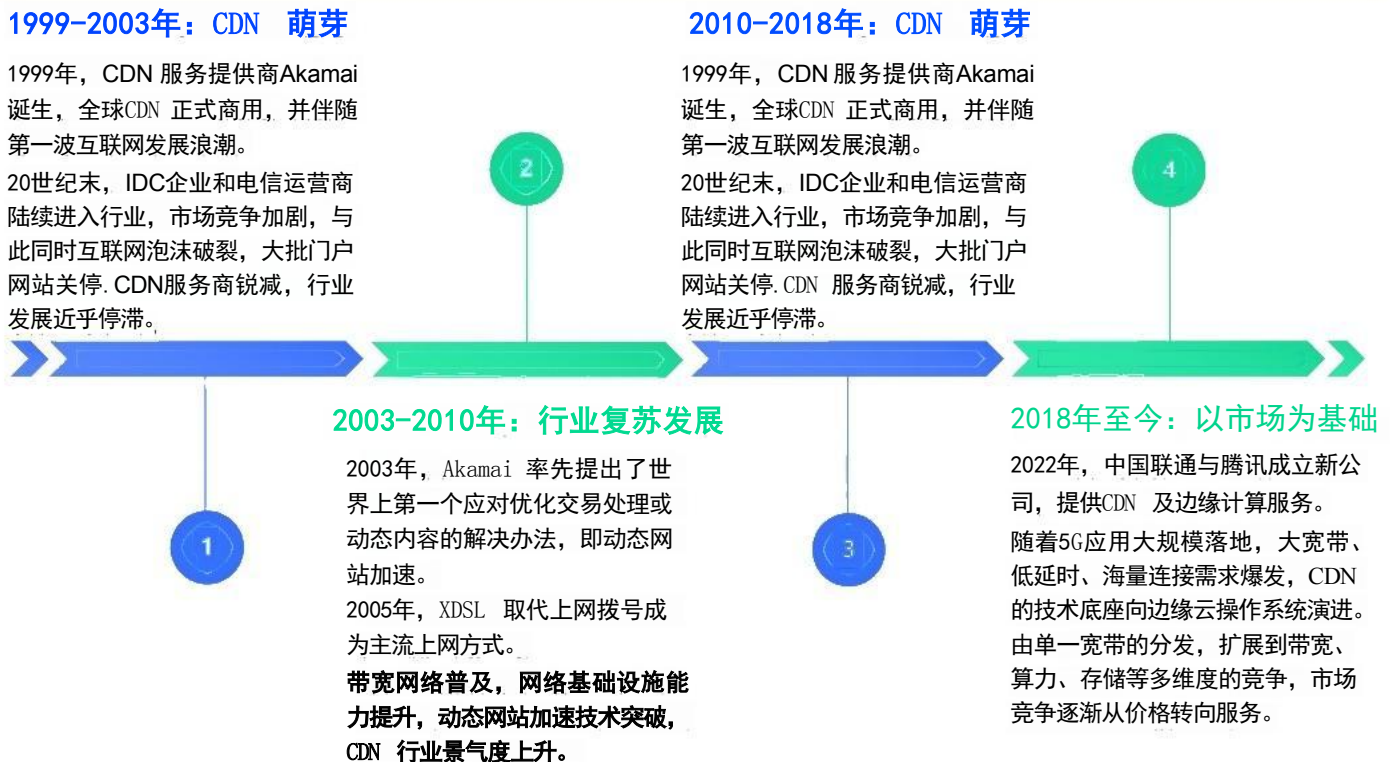 1999-2003年：CDN 萌芽
1999年，CDN 服务提供商Akamai
诞生，全球CDN 正式商用，并伴随
第一波互联网发展浪潮。
20世纪末，IDC企业和电信运营商
陆续进入行业，市场竞争加剧，与
此同时互联网泡沫破裂，大批门户
网站关停.CDN服务商锐减，行业
发展近乎停滞。
1
2
2003-2010年：行业复苏发展
2003年，Akamai 率先提出了世
界上第一个应对优化交易处理或
动态内容的解决办法，即动态网
站加速。
2005年，XDSL 取代上网拨号成
为主流上网方式。
带宽网络普及，网络基础设施能
力提升，动态网站加速技术突破，
CDN 行业景气度上升。
2010-2018年：CDN 萌芽
1999年，CDN 服务提供商Akamai
诞生，全球CDN 正式商用，并伴随
第一波互联网发展浪潮。
20世纪末，IDC企业和电信运营商
陆续进入行业，市场竞争加剧，与
此同时互联网泡沫破裂，大批门户
网站关停.CDN 服务商锐减，行业
发展近乎停滞。
3
4
2018年至今：以市场为基础
2022年，中国联通与腾讯成立新公
司，提供CDN 及边缘计算服务。
随着5G应用大规模落地，大宽带、
低延时、海量连接需求爆发，CDN
的技术底座向边缘云操作系统演进。
由单一宽带的分发，扩展到带宽、
算力、存储等多维度的竞争，市场
竞争逐渐从价格转向服务。